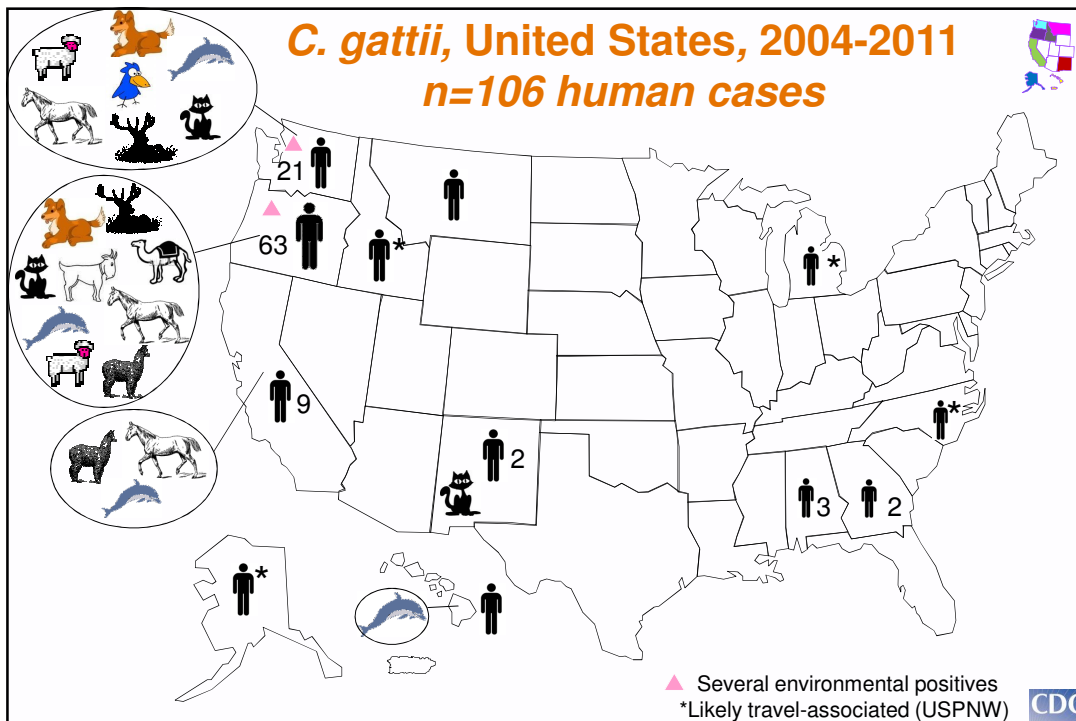 C. gattii, United States, 2004-2011
n=106 human cases
21
63
*
*
9
2
*
3
2
*
Several environmental positives
*Likely travel-associated (USPNW)
CDC